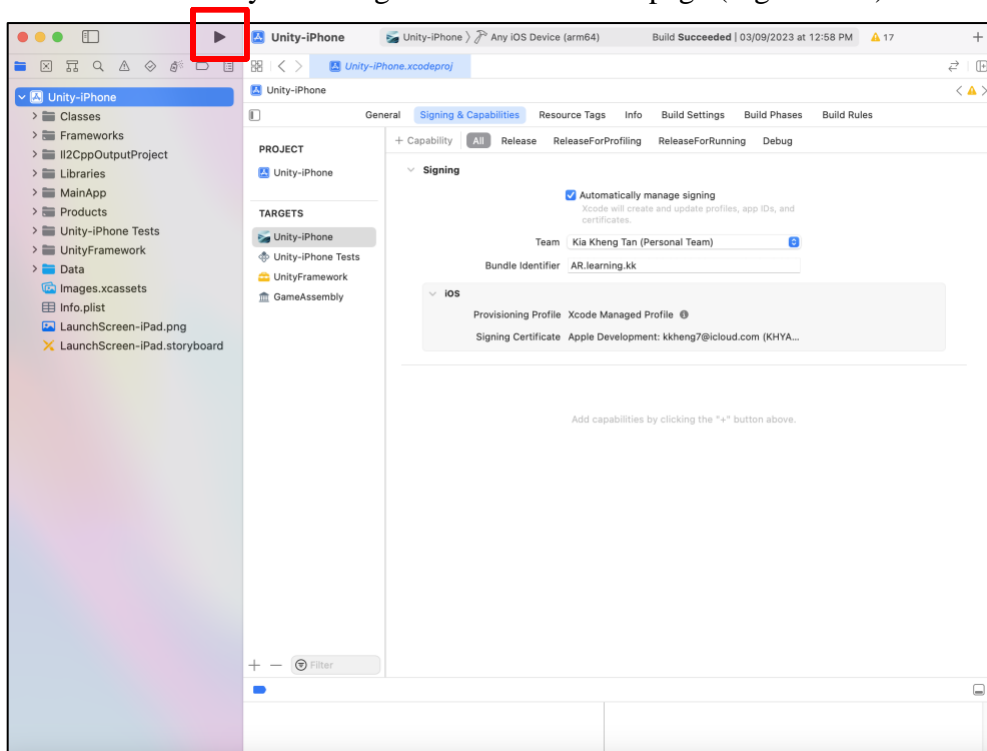 Unity-iPhone
Unity-iPhone 〉 Any iOS Device (arm64)
Build Succeeded | 03/09/2023 at 12:58 PM
17
Unity-iPhone.xcodeproj
Unity-iPhone
Unity-iPhone
Classes
Frameworks
Il2CppOutputProject
Libraries
MainApp
Products
Unity-iPhone Tests
UnityFramework
Data
Images.xcassets
Info.plist
LaunchScreen-iPad.png
LaunchScreen-iPad.storyboard
General Signing & Capabilities Resource Tags Info Build Settings Build Phases Build Rules
PROJECT
Unity-iPhone
TARGETS
Unity-iPhone
Unity-iPhone Tests
UnityFramework
GameAssembly
Filter
+ Capability All Release ReleaseForProfiling ReleaseForRunning Debug
Signing
Automatically manage signing
Xcode will create and update profiles, app IDs, and
certificates.
Team Kia Kheng Tan (Personal Team)
Bundle Identifier AR.learning.kk
iOS
Provisioning Profile Xcode Managed Profile
Signing Certificate Apple Development: kkheng7@icloud.com (KHYA...
Add capabilities by clicking the "+" button above.